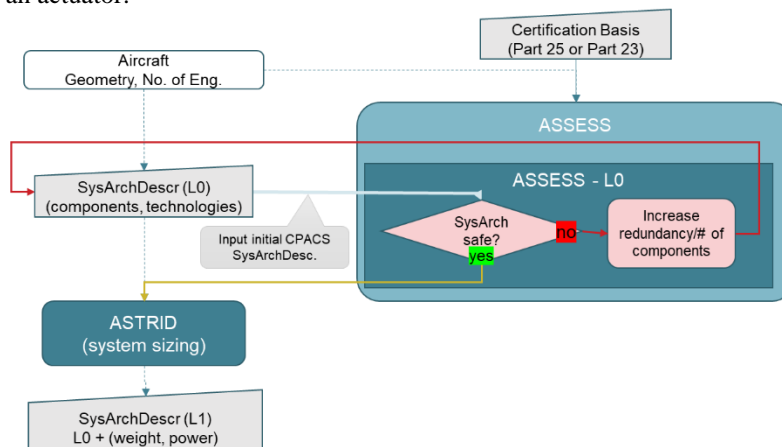 an actuator.
Certification Basis
(Part 25 or Part 23)
Aircraft
Geometry, No. of Eng.
ASSESS
ASSESS - L0
SysArchDescr (L0)
(components, technologies)
SysArch
safe?
no
yes
Increase
redundancy/# of
components
Input initial CPACS
SysArchDesc.
ASTRID
(system sizing)
SysArchDescr (L1)
L0 + (weight, power)